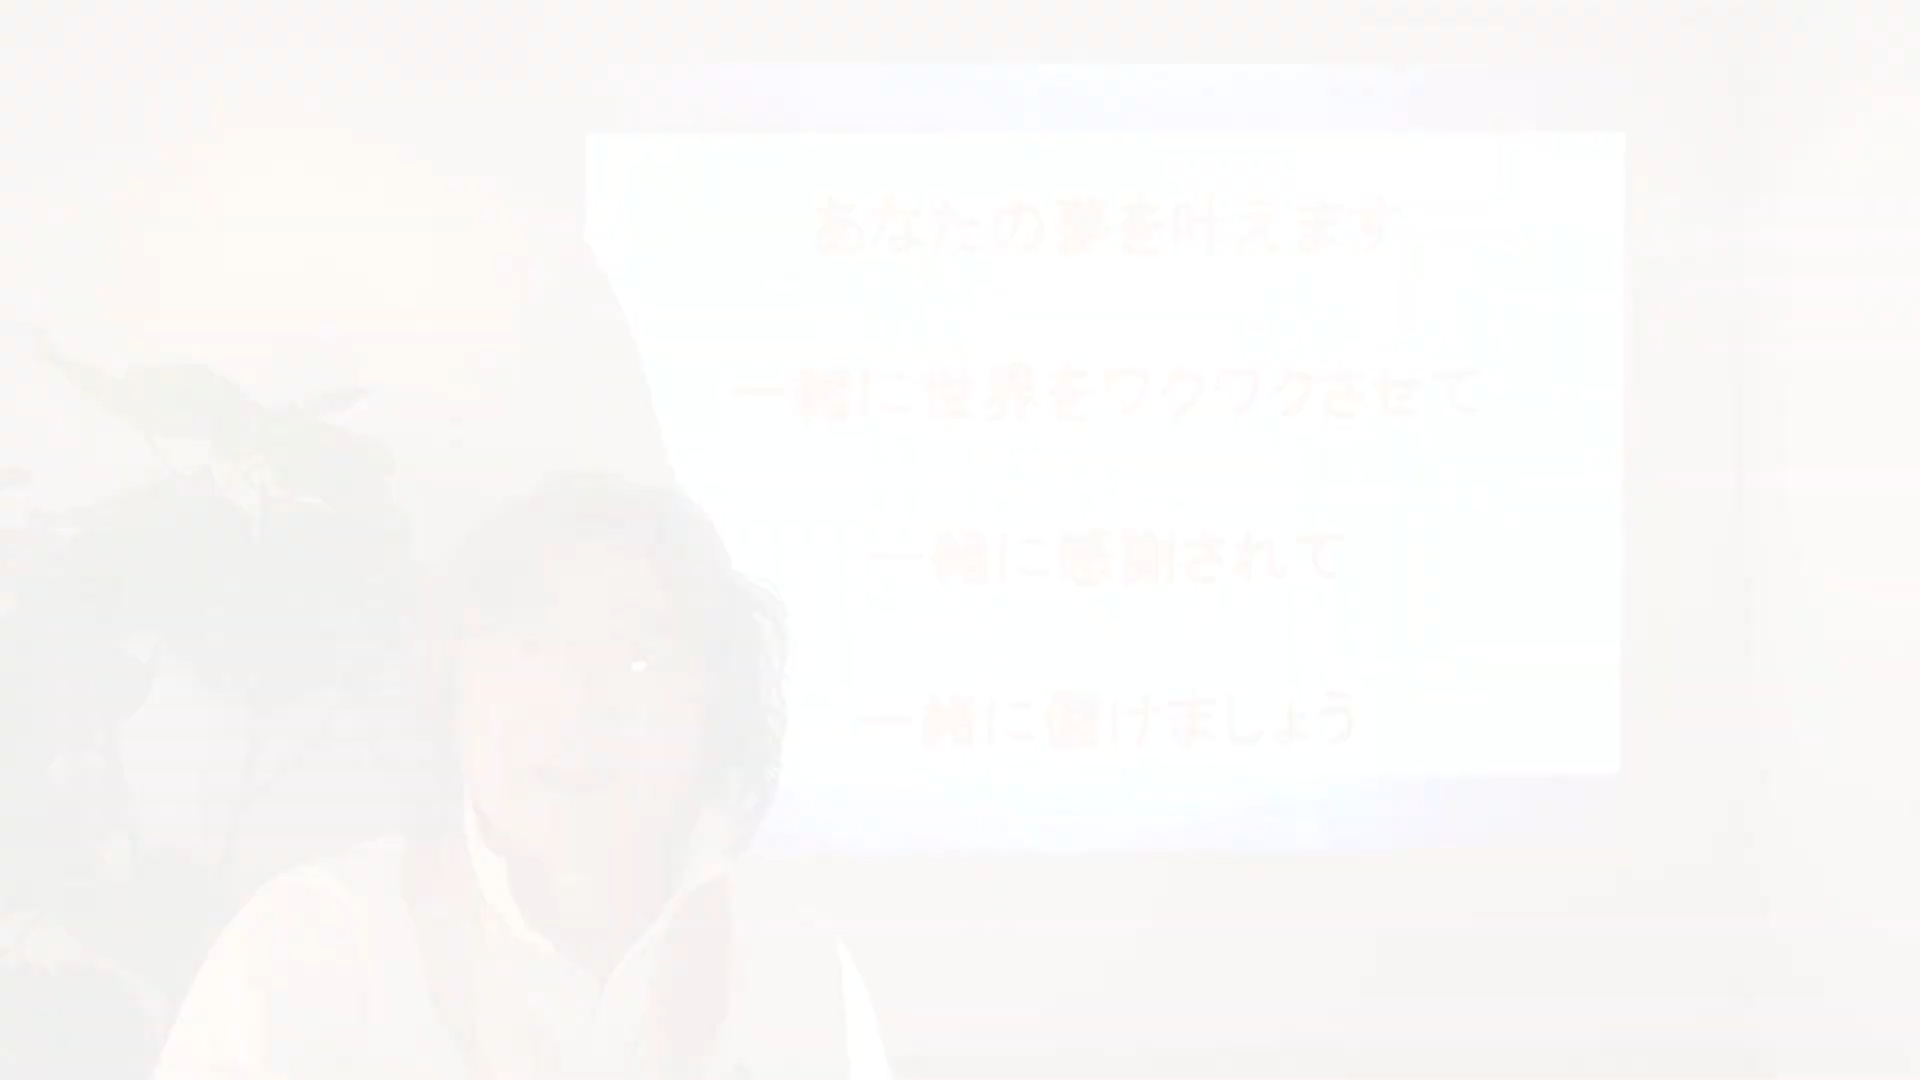 あなたの夢を叶えます
一緒に世界をワクワクさせて
一緒に感謝されて
一緒に儲けましょう